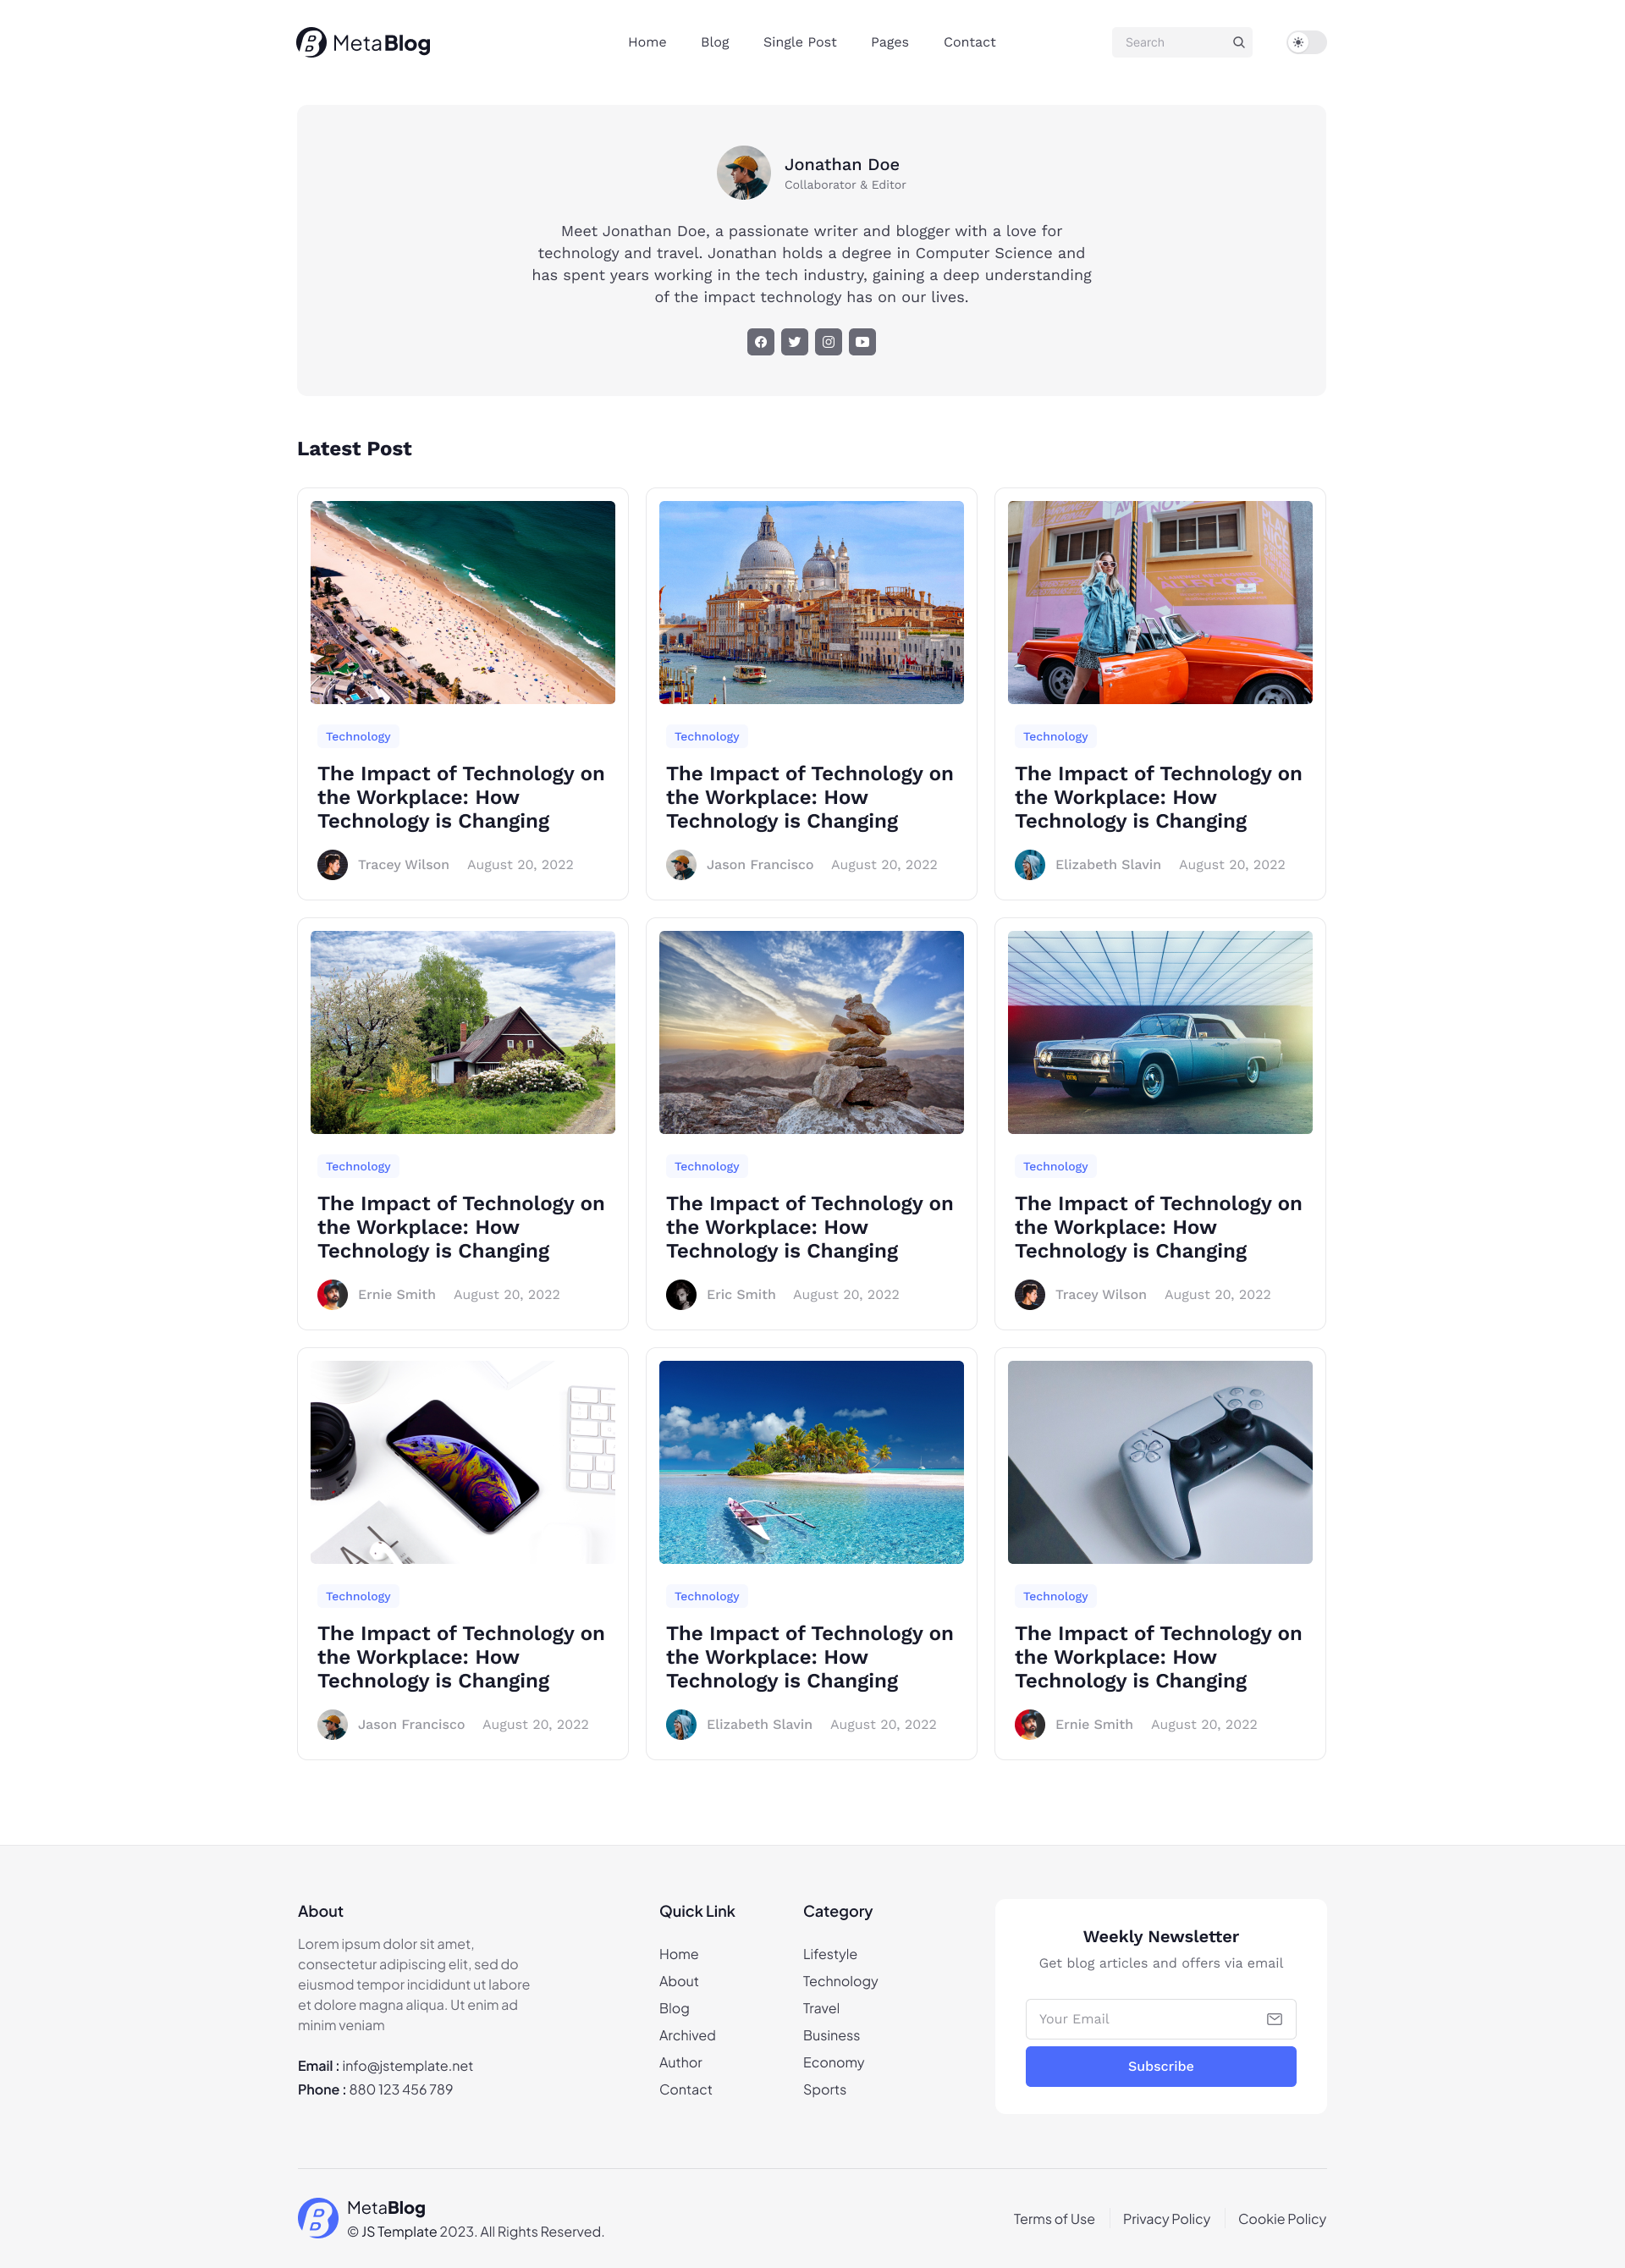 MetaBlog
Home Blog Single Post Pages Contact
Search
Jonathan Doe
Collaborator & Editor
Meet Jonathan Doe, a passionate writer and blogger with a love for
technology and travel. Jonathan holds a degree in Computer Science and
has spent years working in the tech industry, gaining a deep understanding
of the impact technology has on our lives.
Latest Post
Technology
The Impact of Technology on
the Workplace: How
Technology is Changing
Tracey Wilson August 20, 2022
Technology
The Impact of Technology on
the Workplace: How
Technology is Changing
Jason Francisco August 20, 2022
Technology
The Impact of Technology on
the Workplace: How
Technology is Changing
Elizabeth Slavin August 20, 2022
Technology
The Impact of Technology on
the Workplace: How
Technology is Changing
Ernie Smith August 20, 2022
Technology
The Impact of Technology on
the Workplace: How
Technology is Changing
Eric Smith August 20, 2022
Technology
The Impact of Technology on
the Workplace: How
Technology is Changing
Tracey Wilson August 20, 2022
Technology
The Impact of Technology on
the Workplace: How
Technology is Changing
Jason Francisco August 20, 2022
Technology
The Impact of Technology on
the Workplace: How
Technology is Changing
Elizabeth Slavin August 20, 2022
Technology
The Impact of Technology on
the Workplace: How
Technology is Changing
Ernie Smith August 20, 2022
About
Lorem ipsum dolor sit amet,
consectetur adipiscing elit, sed do
eiusmod tempor incididunt ut labore
et dolore magna aliqua. Ut enim ad
minim veniam
Email : info@jstemplate.net
Phone : 880 123 456 789
Quick Link
Home
About
Blog
Archived
Author
Contact
Category
Lifestyle
Technology
Travel
Business
Economy
Sports
Weekly Newsletter
Get blog articles and offers via email
Your Email
Subscribe
MetaBlog
© JS Template 2023. All Rights Reserved.
Terms of Use Privacy Policy Cookie Policy